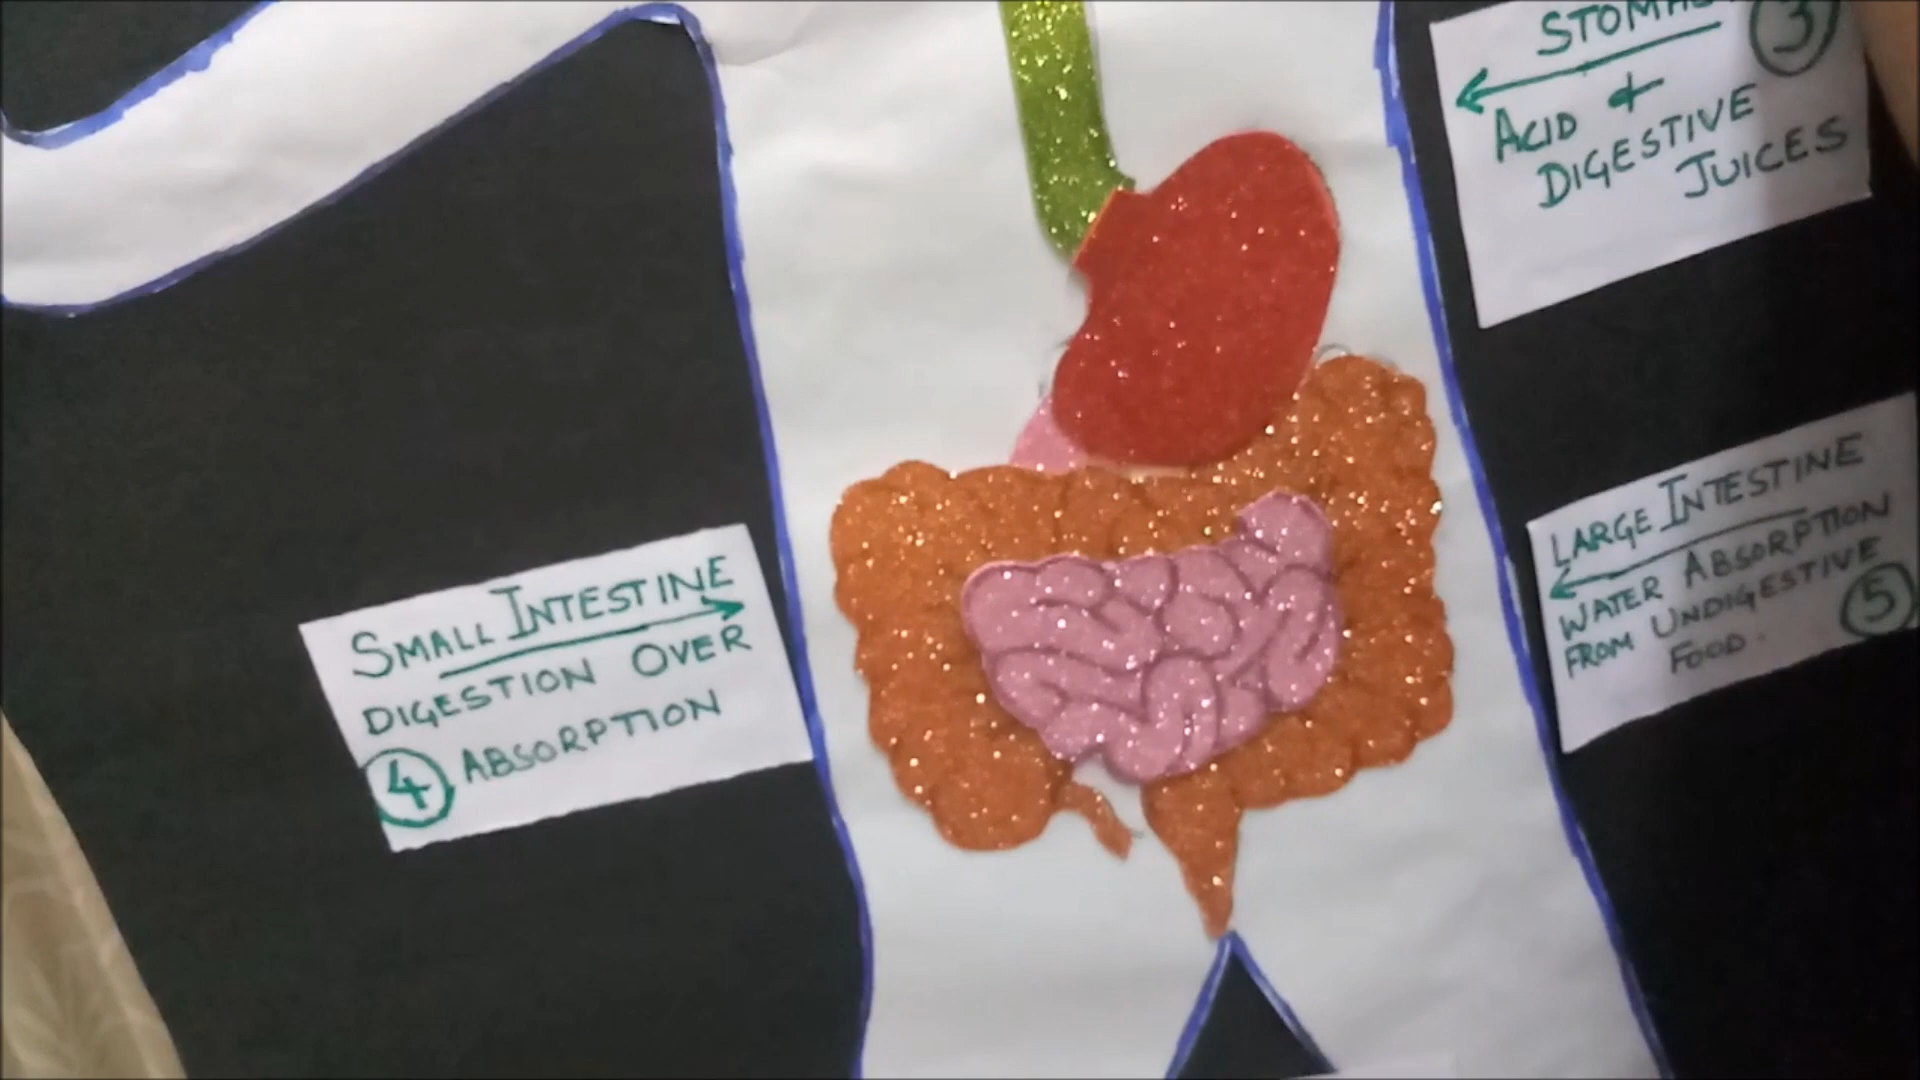 3
ACID +
DIGESTIVE
JUICES
SMALL INTESTINE
DIGESTION OVER
4 ABSORPTION
LARGE INTESTINE
WATER ABSORPTION
FROM UNDIGESTIVE
FOOD. 5